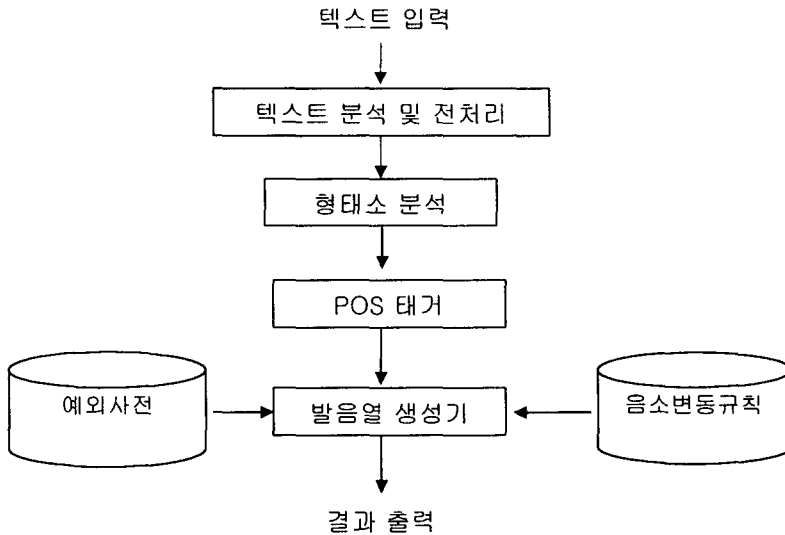 텍스트 입력
텍스트 분석 및 전처리
형태소 분석
POS 태거
예외사전
발음열 생성기
음소변동규칙
결과 출력